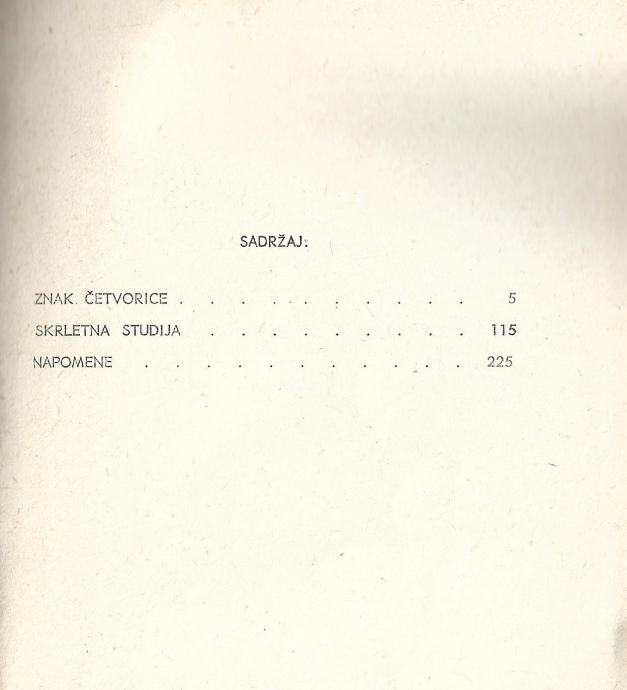 SADRŽAJ:
ZNAK ČETVORICE . . . . . . . . . . 5
SKRLETNA STUDIJA . . . . . . . . . 115
NAPOMENE . . . . . . . . . . . 225